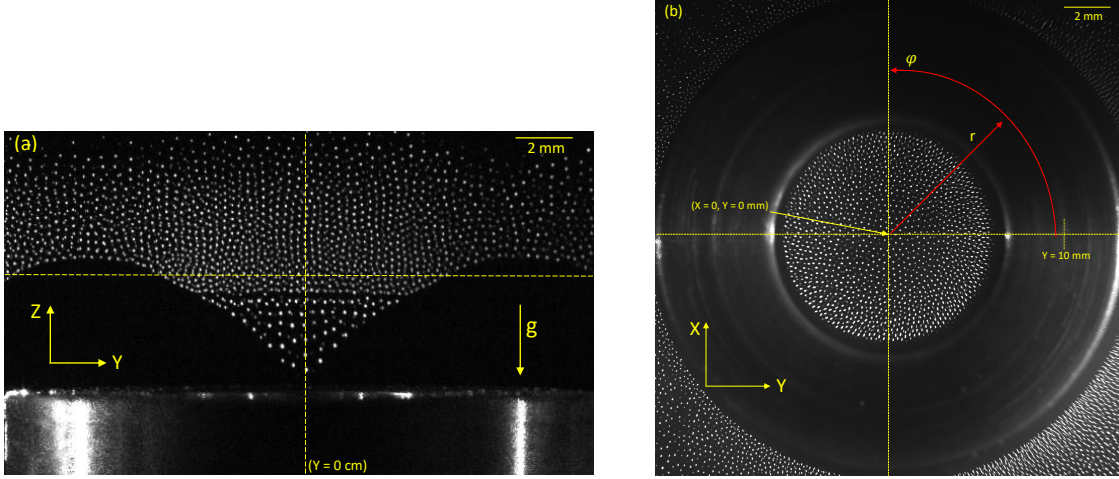 (a)
2 mm
Z
Y
g
(Y = 0 cm)
(b)
2 mm
φ
r
(X = 0, Y = 0 mm)
Y = 10 mm
X
Y